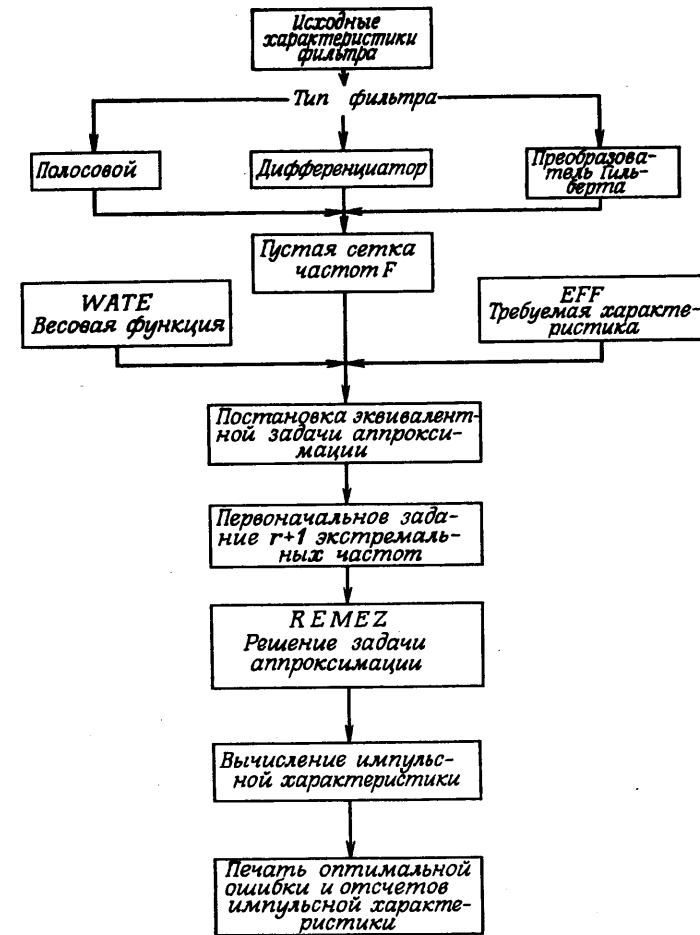 Исходные
характеристики
фильтра
Тип фильтра
Полосовой
Дифференциатор
Преобразова-
тель Гиль-
берта
Густая сетка
частот F
WATE
Весовая функция
EFF
Требуемая характе-
ристика
Постановка эквивалент-
ной задачи аппрокси-
мации
Первоначальное зада-
ние r+1 экстремаль-
ных частот
REMEZ
Решение задачи
аппроксимации
Вычисление импульс-
ной характеристики
Печать оптимальной
ошибки и отсчетов
импульсной характе-
ристики